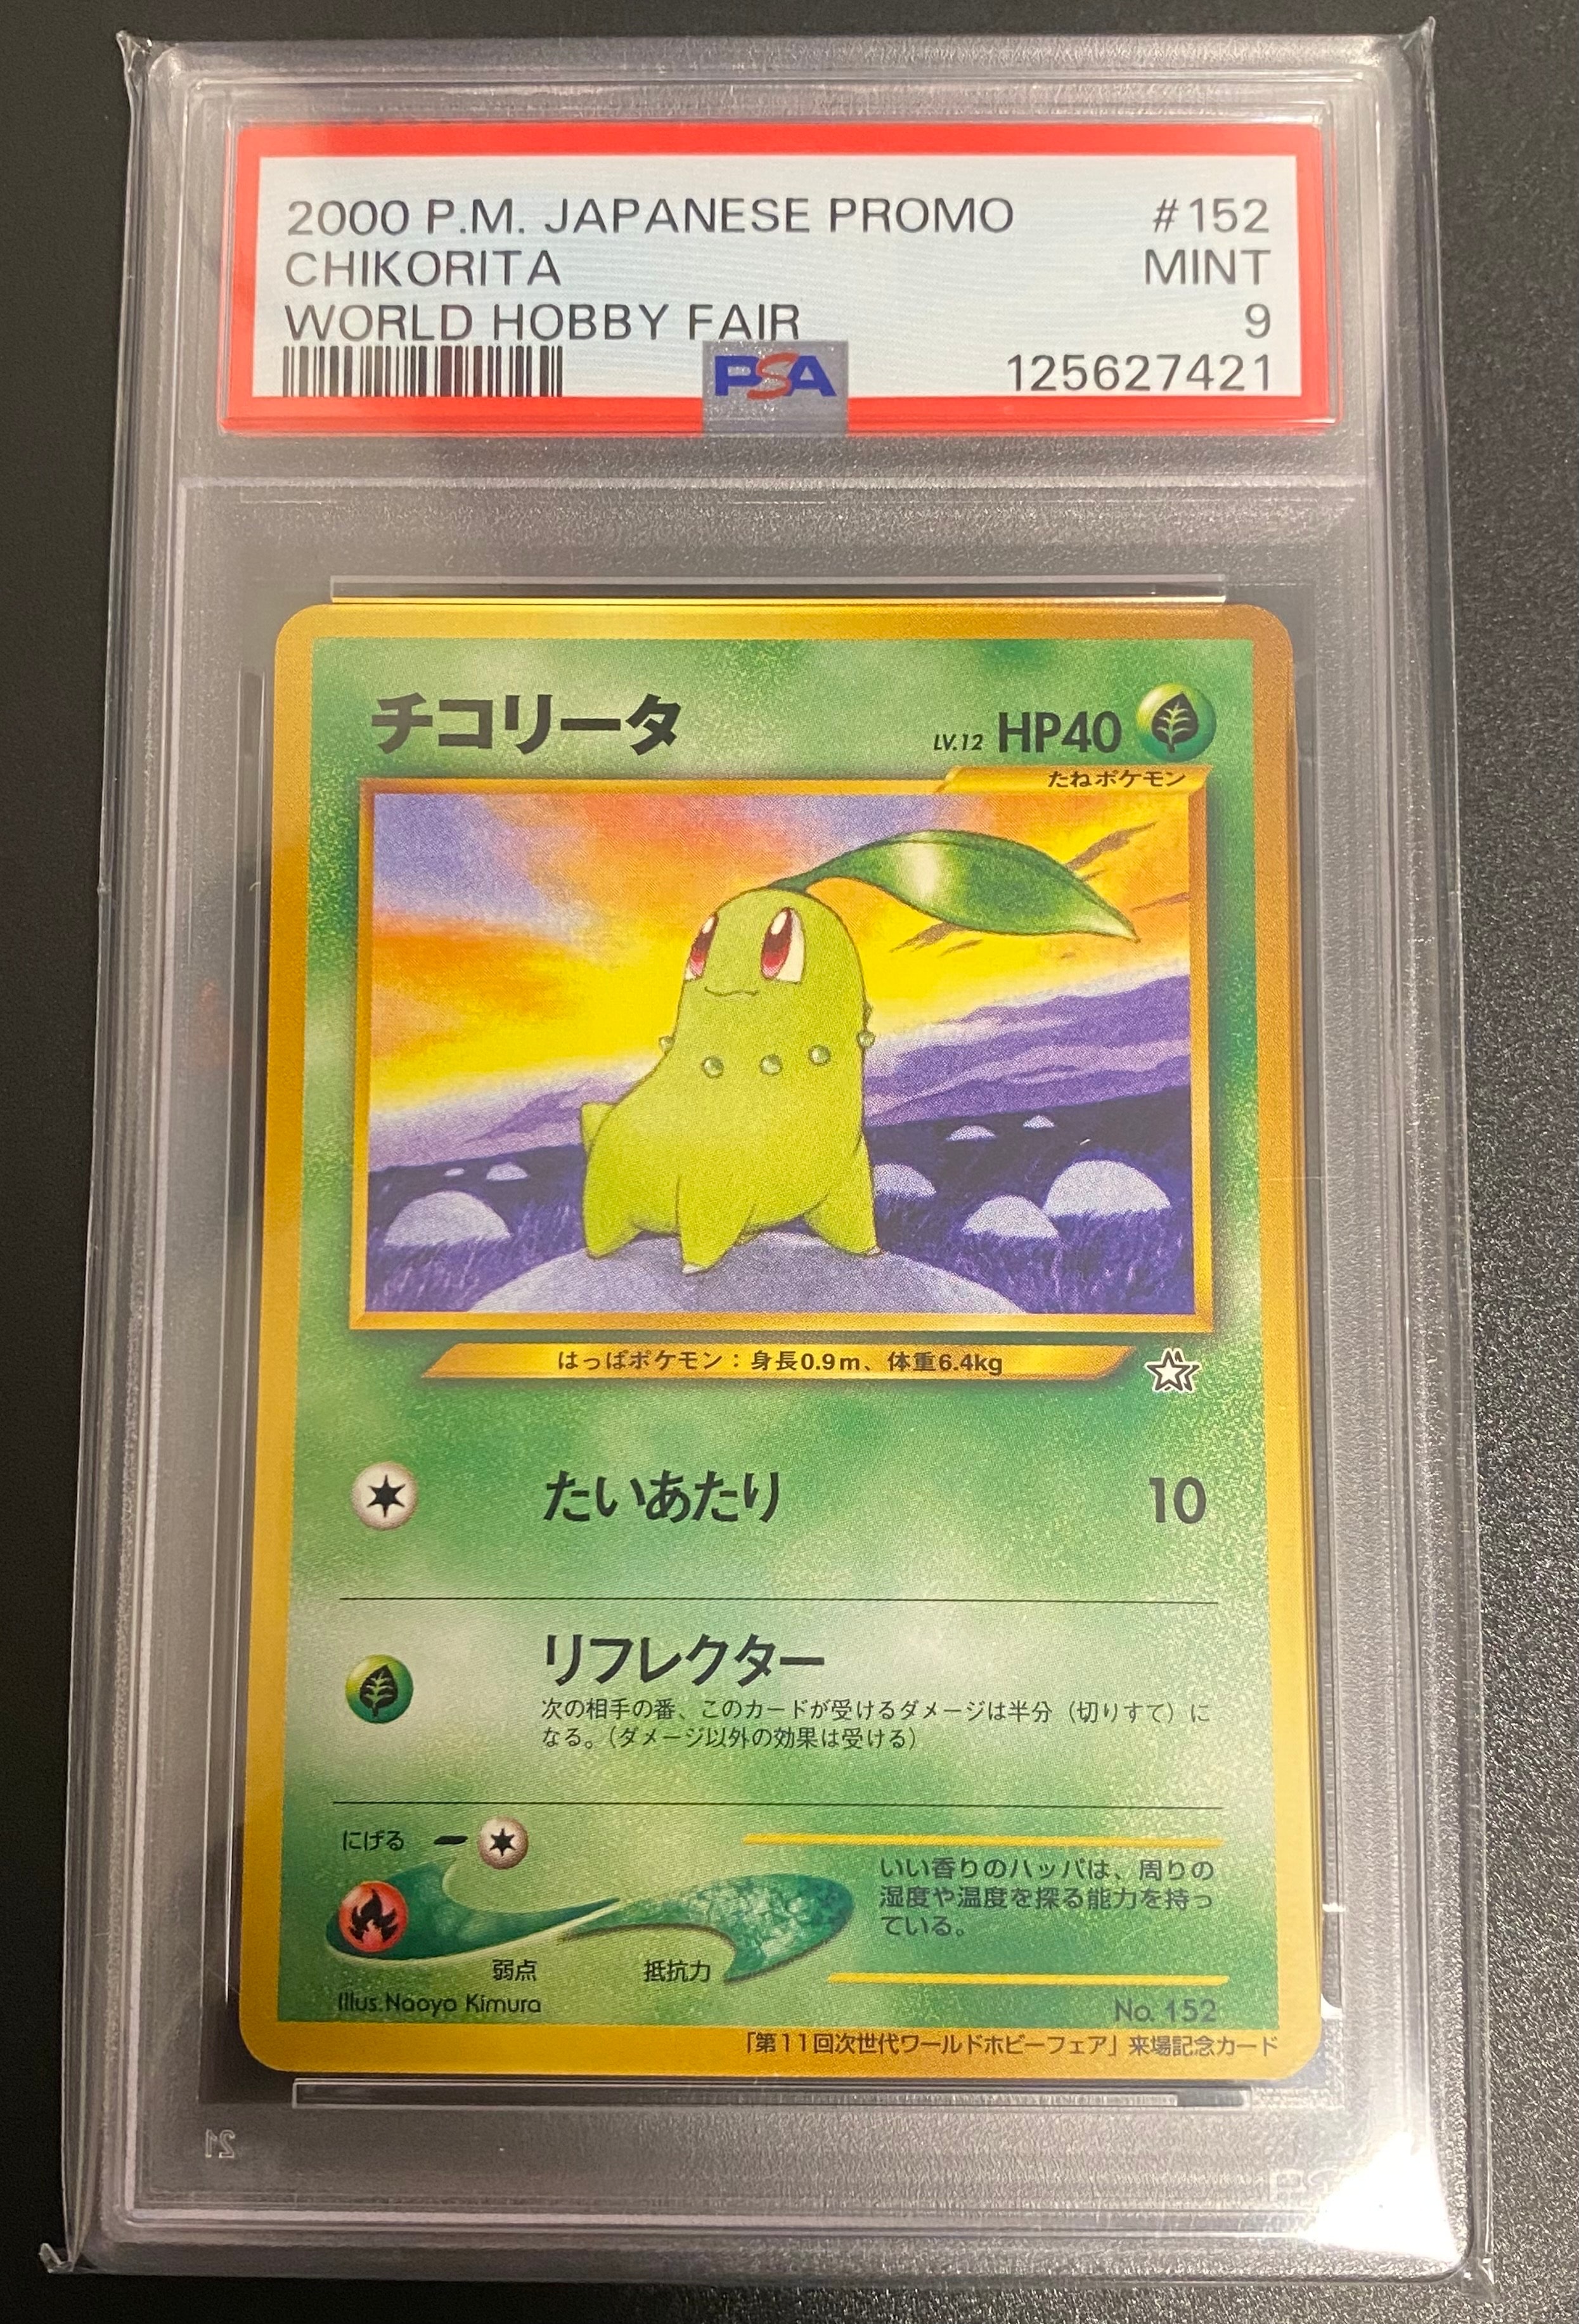 2000 P.M. JAPANESE PROMO #152
CHIKORITA MINT
WORLD HOBBY FAIR 9
PSA 125627421
チコリータ LV.12 HP40
たねポケモン
はっぱポケモン：身長0.9m、体重6.4kg
たいあたり 10
リフレクター
次の相手の番、このカードが受けるダメージは半分（切りすて）に
なる。（ダメージ以外の効果は受ける）
にげる
いい香りのハッパは、周りの
湿度や温度を探る能力を持っ
ている。
弱点 抵抗力
Illus.Naoyo Kimura No. 152
「第11回次世代ワールドホビーフェア」来場記念カード
21